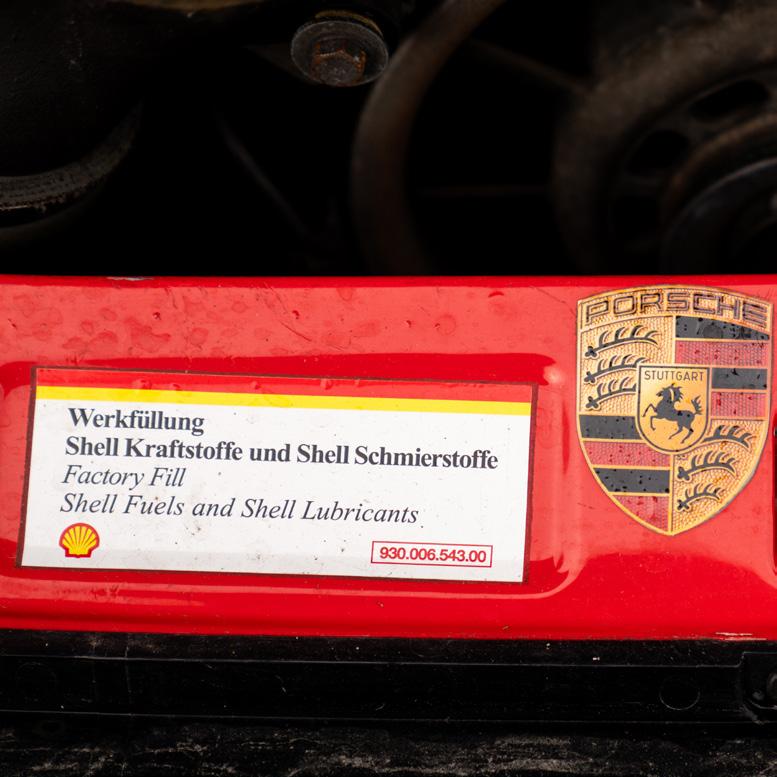 PORSCHE
STUTTGART
Werkfüllung
Shell Kraftstoffe und Shell Schmierstoffe
Factory Fill
Shell Fuels and Shell Lubricants
930.006.543.00